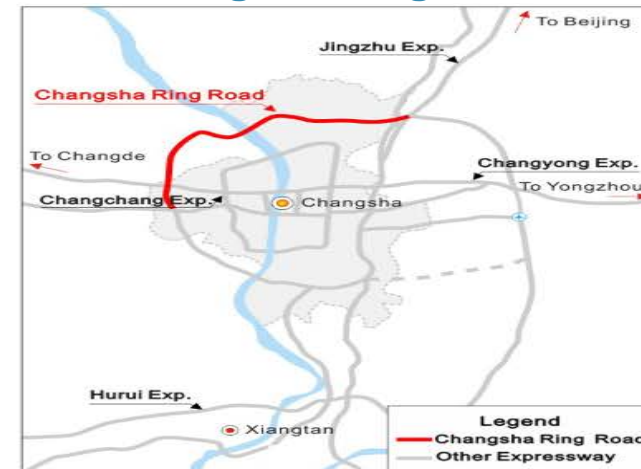 To Beijing
Jingzhu Exp.
Changsha Ring Road
To Changde
Changyong Exp.
To Yongzhou
Changchang Exp.
Changsha
Hurui Exp.
Xiangtan
Legend
Changsha Ring Road
Other Expressway